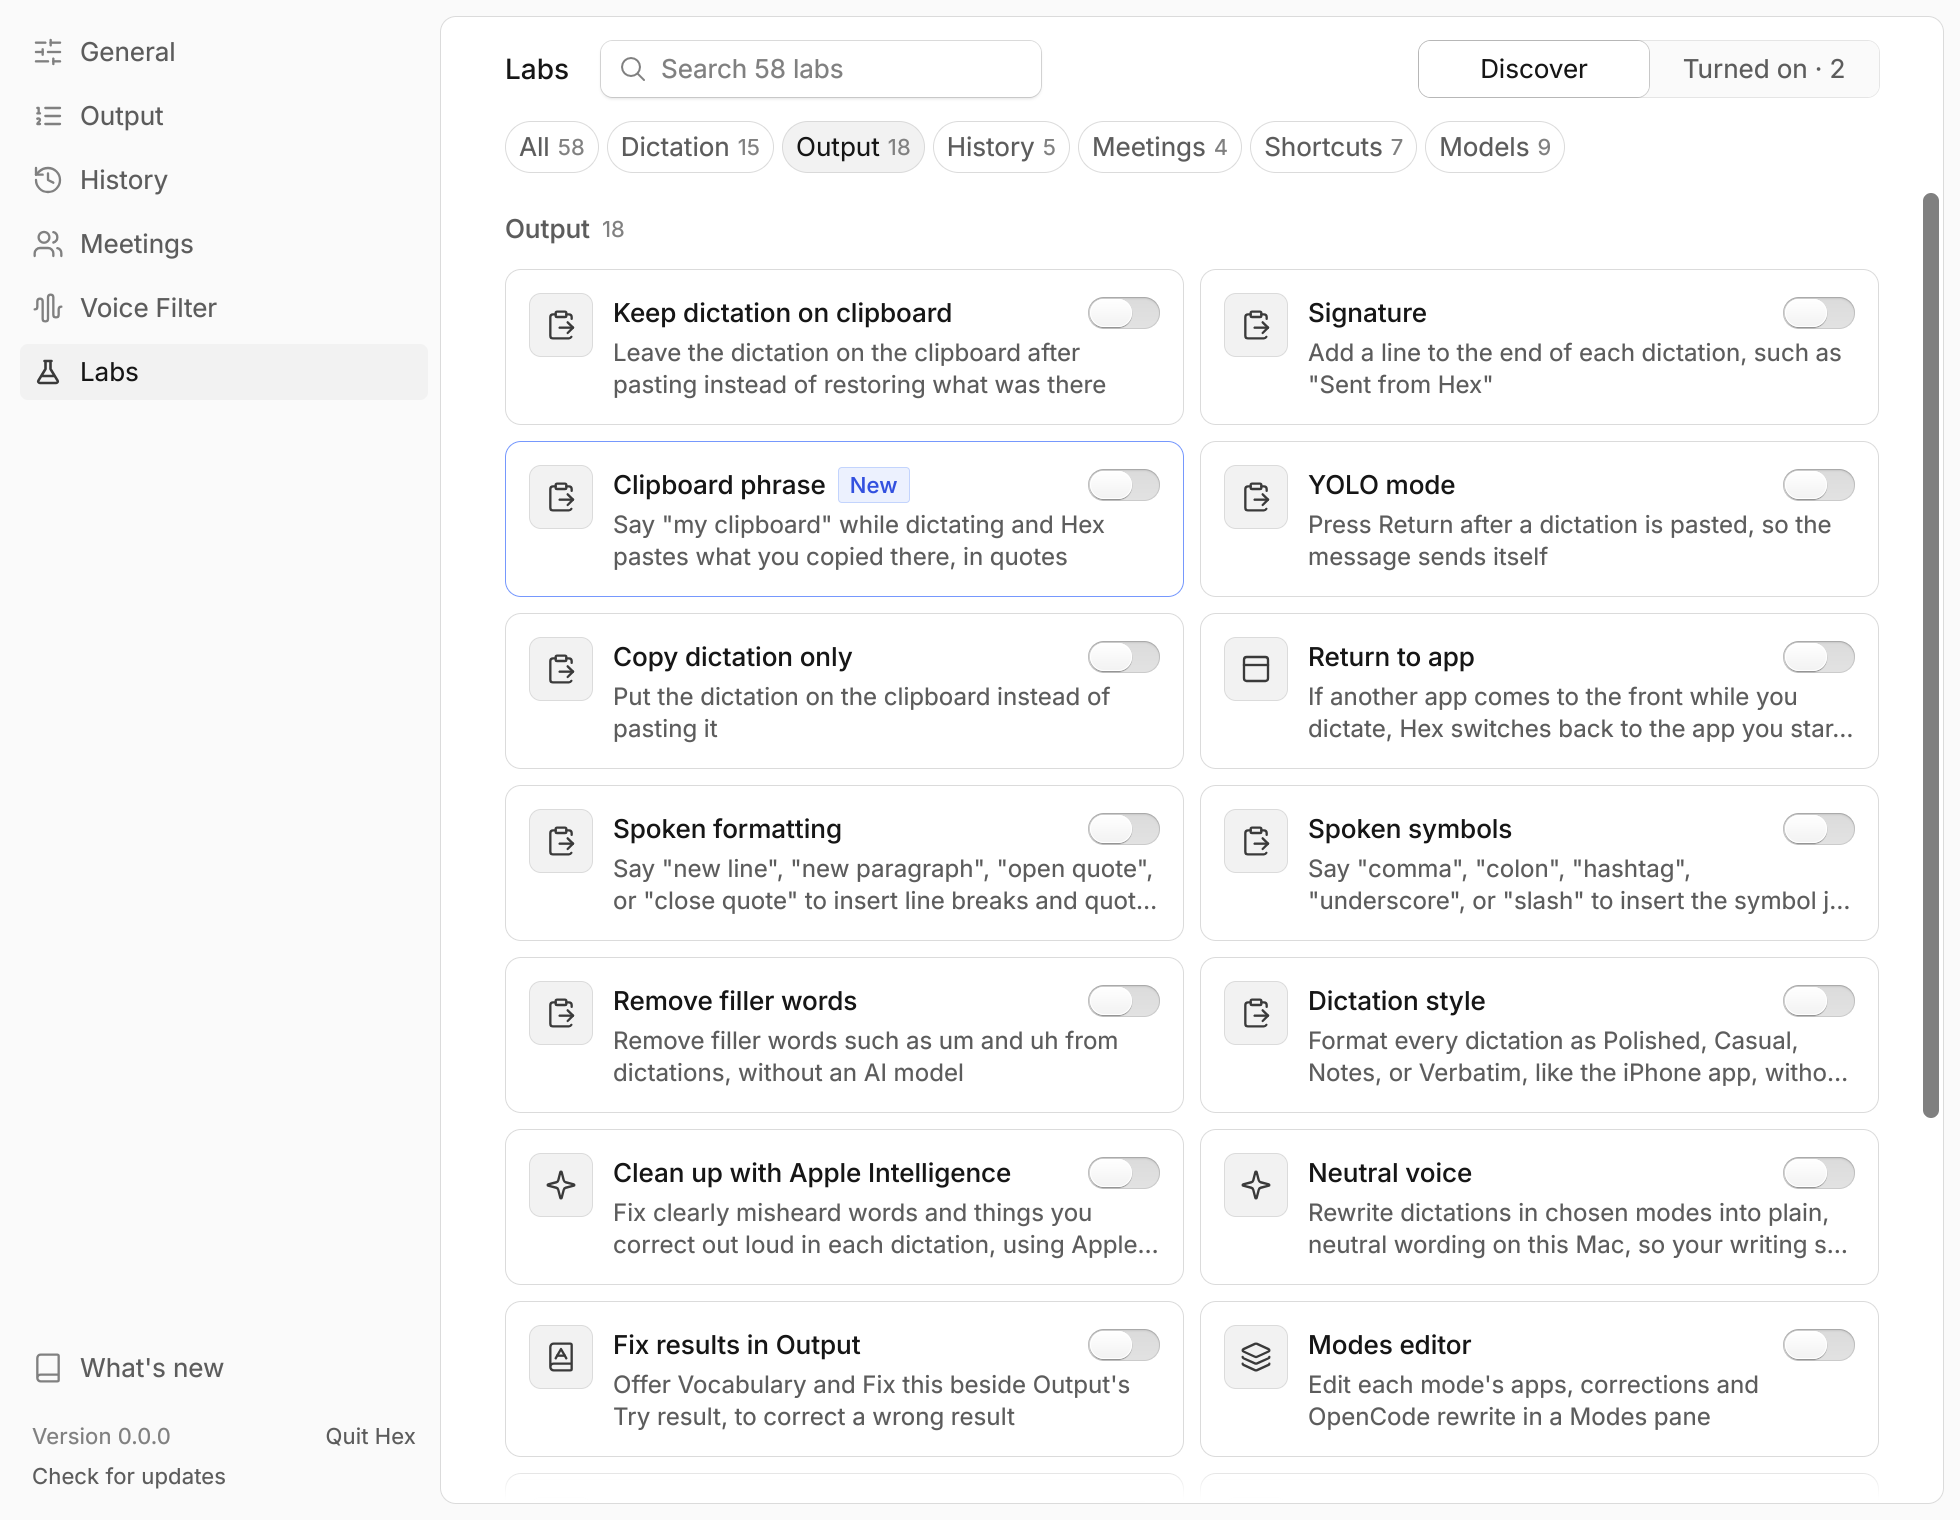 General
Output
History
Meetings
Voice Filter
Labs
What's new
Version 0.0.0
Quit Hex
Check for updates
Labs
Search 58 labs
Discover
Turned on · 2
All 58
Dictation 15
Output 18
History 5
Meetings 4
Shortcuts 7
Models 9
Output 18
Keep dictation on clipboard
Leave the dictation on the clipboard after
pasting instead of restoring what was there
Signature
Add a line to the end of each dictation, such as
"Sent from Hex"
Clipboard phrase New
Say "my clipboard" while dictating and Hex
pastes what you copied there, in quotes
YOLO mode
Press Return after a dictation is pasted, so the
message sends itself
Copy dictation only
Put the dictation on the clipboard instead of
pasting it
Return to app
If another app comes to the front while you
dictate, Hex switches back to the app you star...
Spoken formatting
Say "new line", "new paragraph", "open quote",
or "close quote" to insert line breaks and quot...
Spoken symbols
Say "comma", "colon", "hashtag",
"underscore", or "slash" to insert the symbol j...
Remove filler words
Remove filler words such as um and uh from
dictations, without an AI model
Dictation style
Format every dictation as Polished, Casual,
Notes, or Verbatim, like the iPhone app, witho...
Clean up with Apple Intelligence
Fix clearly misheard words and things you
correct out loud in each dictation, using Apple...
Neutral voice
Rewrite dictations in chosen modes into plain,
neutral wording on this Mac, so your writing s...
Fix results in Output
Offer Vocabulary and Fix this beside Output's
Try result, to correct a wrong result
Modes editor
Edit each mode's apps, corrections and
OpenCode rewrite in a Modes pane